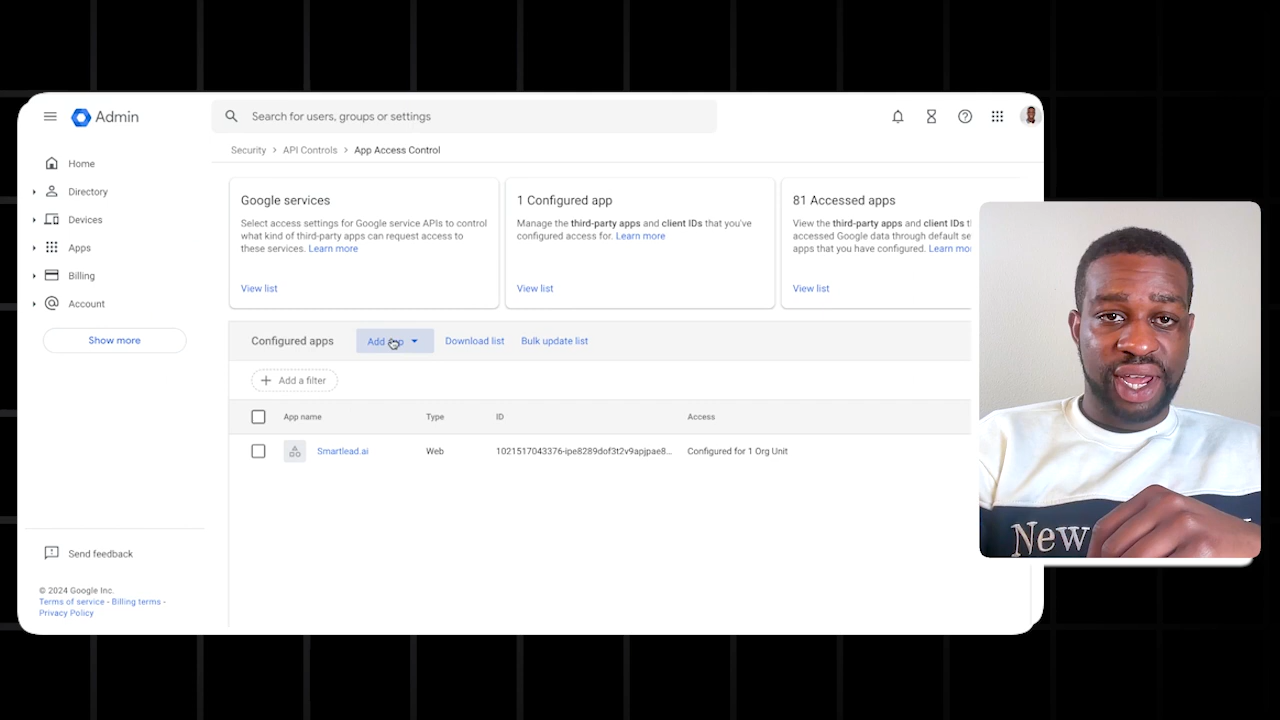 Admin
Search for users, groups or settings
Security > API Controls > App Access Control
Home
Directory
Devices
Apps
Billing
Account
Show more
Send feedback
© 2024 Google Inc.
Terms of service - Billing terms -
Privacy Policy
Google services
Select access settings for Google service APIs to control
what kind of third-party apps can request access to
these services. Learn more
View list
1 Configured app
Manage the third-party apps and client IDs that you've
configured access for. Learn more
View list
81 Accessed apps
View the third-party apps and client IDs
accessed Google data through default
apps that you have configured.
View list
Configured apps
Add
Download list
Bulk update list
Add a filter
App name
Type
ID
Access
Smartlead.ai
Web
1021517043376-ipe8289dof3t2v9apjpae8...
Configured for 1 Org Unit
New